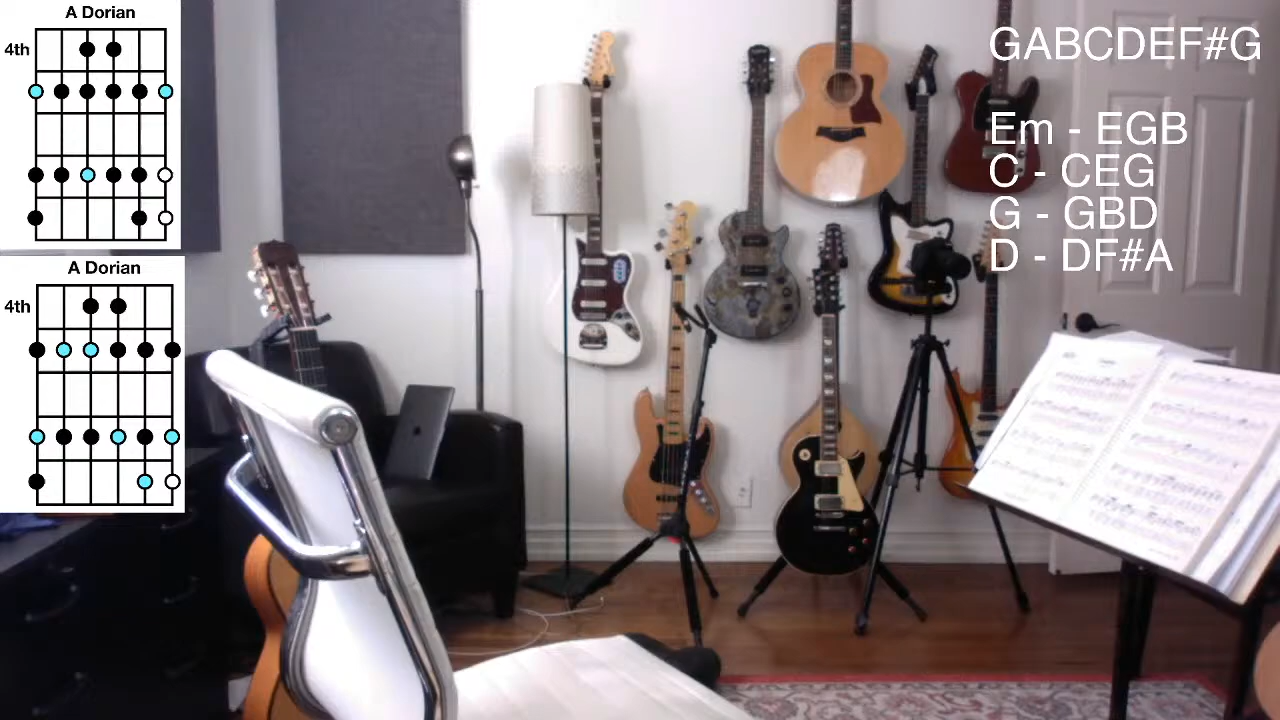 A Dorian
4th
A Dorian
4th
GABCDEF#G
Em - EGB
C - CEG
G - GBD
D - DF#A